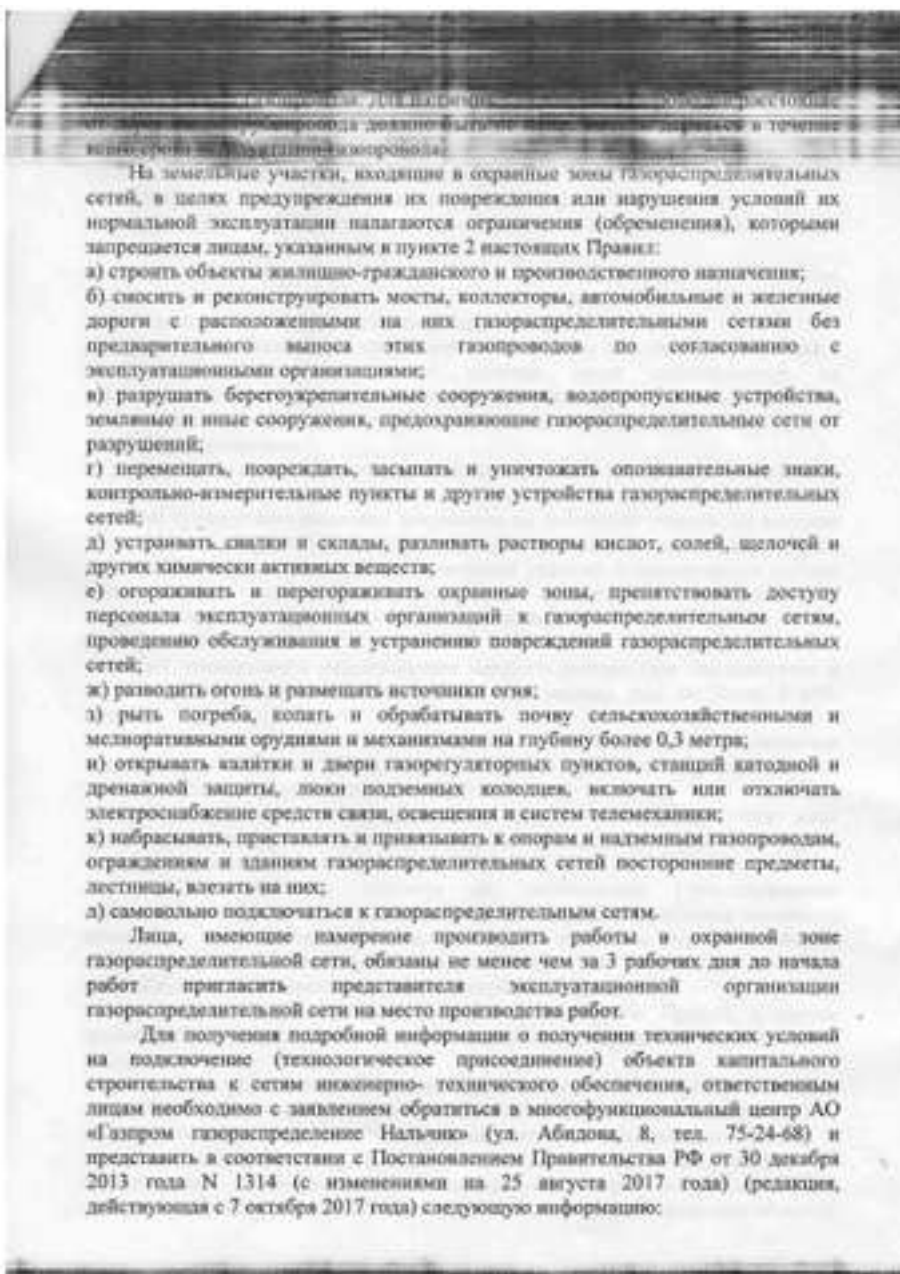 газопровода. Для надземных
от трубопровода должно быть не в течение
всего срока эксплуатации газопровода.
На земельные участки, входящие в охранные зоны газораспределительных
сетей, в целях предупреждения их повреждения или нарушения условий их
нормальной эксплуатации налагаются ограничения (обременения), которыми
запрещается лицам, указанным в пункте 2 настоящих Правил:
а) строить объекты жилищно-гражданского и производственного назначения;
б) сносить и реконструировать мосты, коллекторы, автомобильные и железные
дороги с расположенными на них газораспределительными сетями без
предварительного выноса этих газопроводов по согласованию с
эксплуатационными организациями;
в) разрушать берегоукрепительные сооружения, водопропускные устройства,
земляные и иные сооружения, предохраняющие газораспределительные сети от
разрушений;
г) перемещать, повреждать, засыпать и уничтожать опознавательные знаки,
контрольно-измерительные пункты и другие устройства газораспределительных
сетей;
д) устраивать свалки и склады, разливать растворы кислот, солей, щелочей и
других химически активных веществ;
е) огораживать и перегораживать охранные зоны, препятствовать доступу
персонала эксплуатационных организаций к газораспределительным сетям,
проведению обслуживания и устранению повреждений газораспределительных
сетей;
ж) разводить огонь и размещать источники огня;
з) рыть погреба, копать и обрабатывать почву сельскохозяйственными и
мелиоративными орудиями и механизмами на глубину более 0,3 метра;
и) открывать калитки и двери газорегуляторных пунктов, станций катодной и
дренажной защиты, люки подземных колодцев, включать или отключать
электроснабжение средств связи, освещения и систем телемеханики;
к) набрасывать, приставлять и привязывать к опорам и надземным газопроводам,
ограждениям и зданиям газораспределительных сетей посторонние предметы,
лестницы, влезать на них;
л) самовольно подключаться к газораспределительным сетям.
Лица, имеющие намерение производить работы в охранной зоне
газораспределительной сети, обязаны не менее чем за 3 рабочих дня до начала
работ пригласить представителя эксплуатационной организации
газораспределительной сети на место производства работ.
Для получения подробной информации о получении технических условий
на подключение (технологическое присоединение) объекта капитального
строительства к сетям инженерно- технического обеспечения, ответственным
лицам необходимо с заявлением обратиться в многофункциональный центр АО
«Газпром газораспределение Нальчик» (ул. Абидова, 8, тел. 75-24-68) и
представить в соответствии с Постановлением Правительства РФ от 30 декабря
2013 года N 1314 (с изменениями на 25 августа 2017 года) (редакция,
действующая с 7 октября 2017 года) следующую информацию: